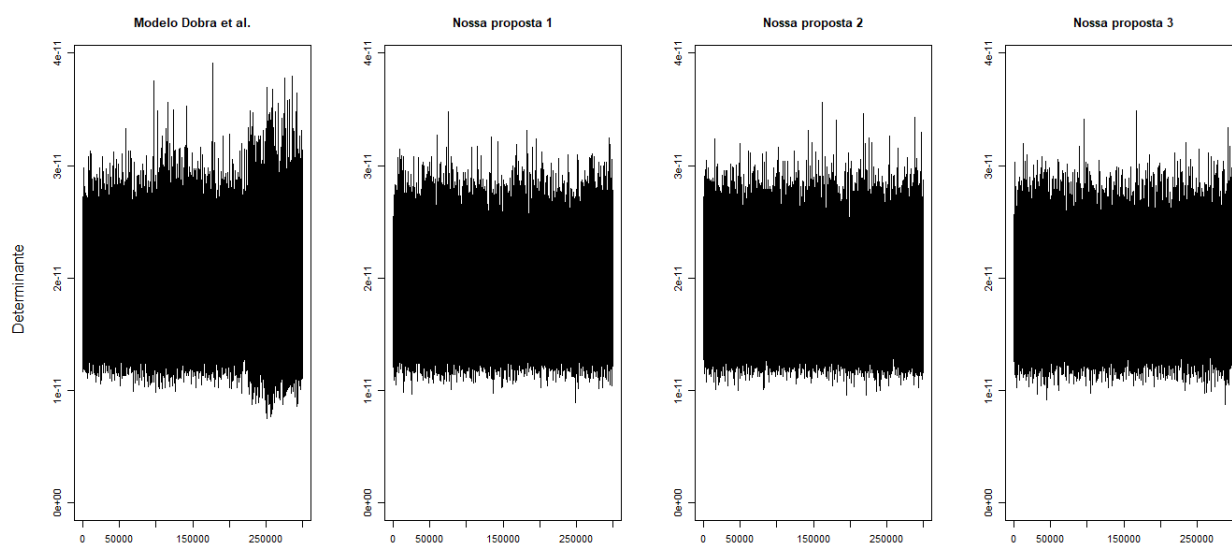 Modelo Dobra et al.
Nossa proposta 1
Nossa proposta 2
Nossa proposta 3
Determinante
4e-11
3e-11
2e-11
1e-11
0e+00
0
50000
150000
250000
4e-11
3e-11
2e-11
1e-11
0e+00
0
50000
150000
250000
4e-11
3e-11
2e-11
1e-11
0e+00
0
50000
150000
250000
4e-11
3e-11
2e-11
1e-11
0e+00
0
50000
150000
250000